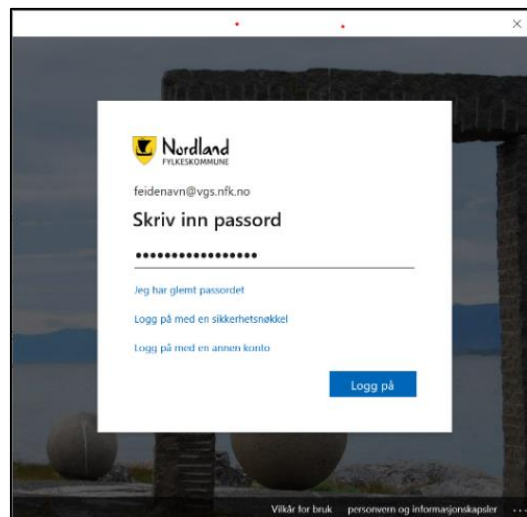 Nordland
FYLKESKOMMUNE
feidenavn@vgs.nfk.no
Skriv inn passord
Jeg har glemt passordet
Logg på med en sikkerhetsnøkkel
Logg på med en annen konto
Logg på
Vilkår for bruk personvern og informasjonskapsler ...